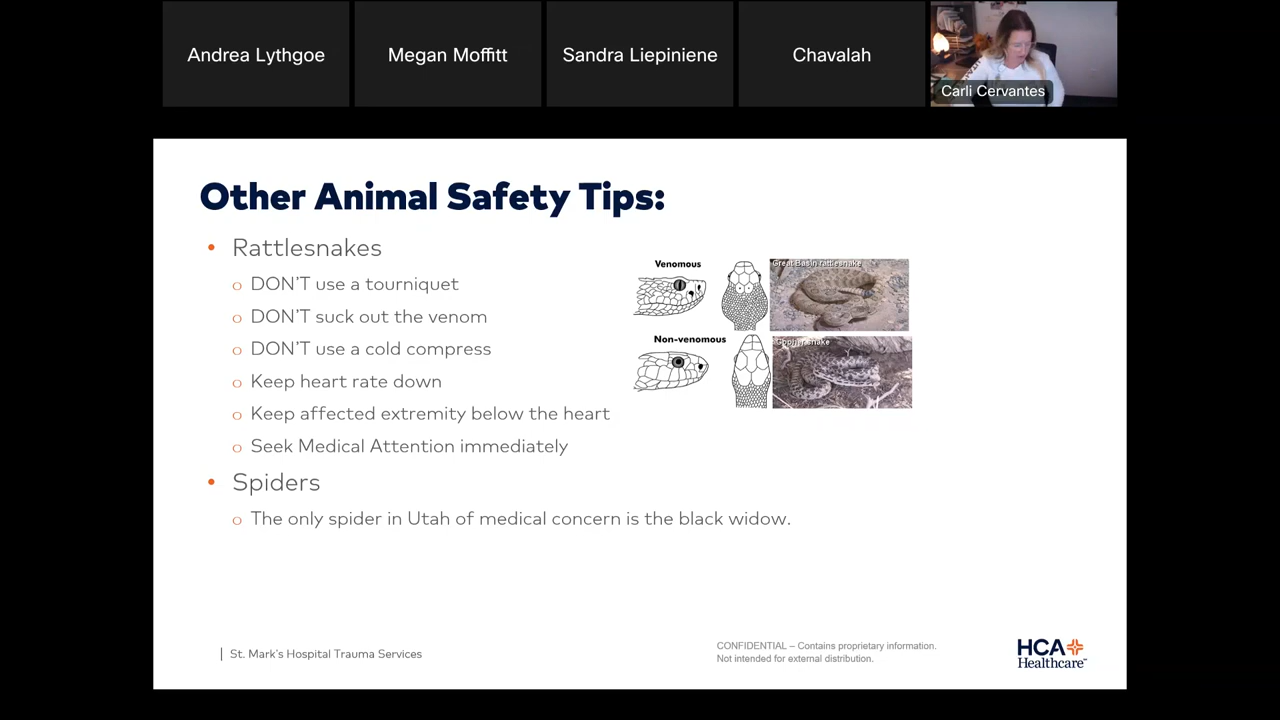 Andrea Lythgoe
Megan Moffitt
Sandra Liepiniene
Chavalah
Carli Cervantes
Other Animal Safety Tips:
• Rattlesnakes
o DON'T use a tourniquet
o DON'T suck out the venom
o DON'T use a cold compress
o Keep heart rate down
o Keep affected extremity below the heart
o Seek Medical Attention immediately
• Spiders
o The only spider in Utah of medical concern is the black widow.
Venomous
Great Basin rattlesnake
Non-venomous
Gopher snake
St. Mark's Hospital Trauma Services
CONFIDENTIAL – Contains proprietary information.
Not intended for external distribution.
HCA
Healthcare™